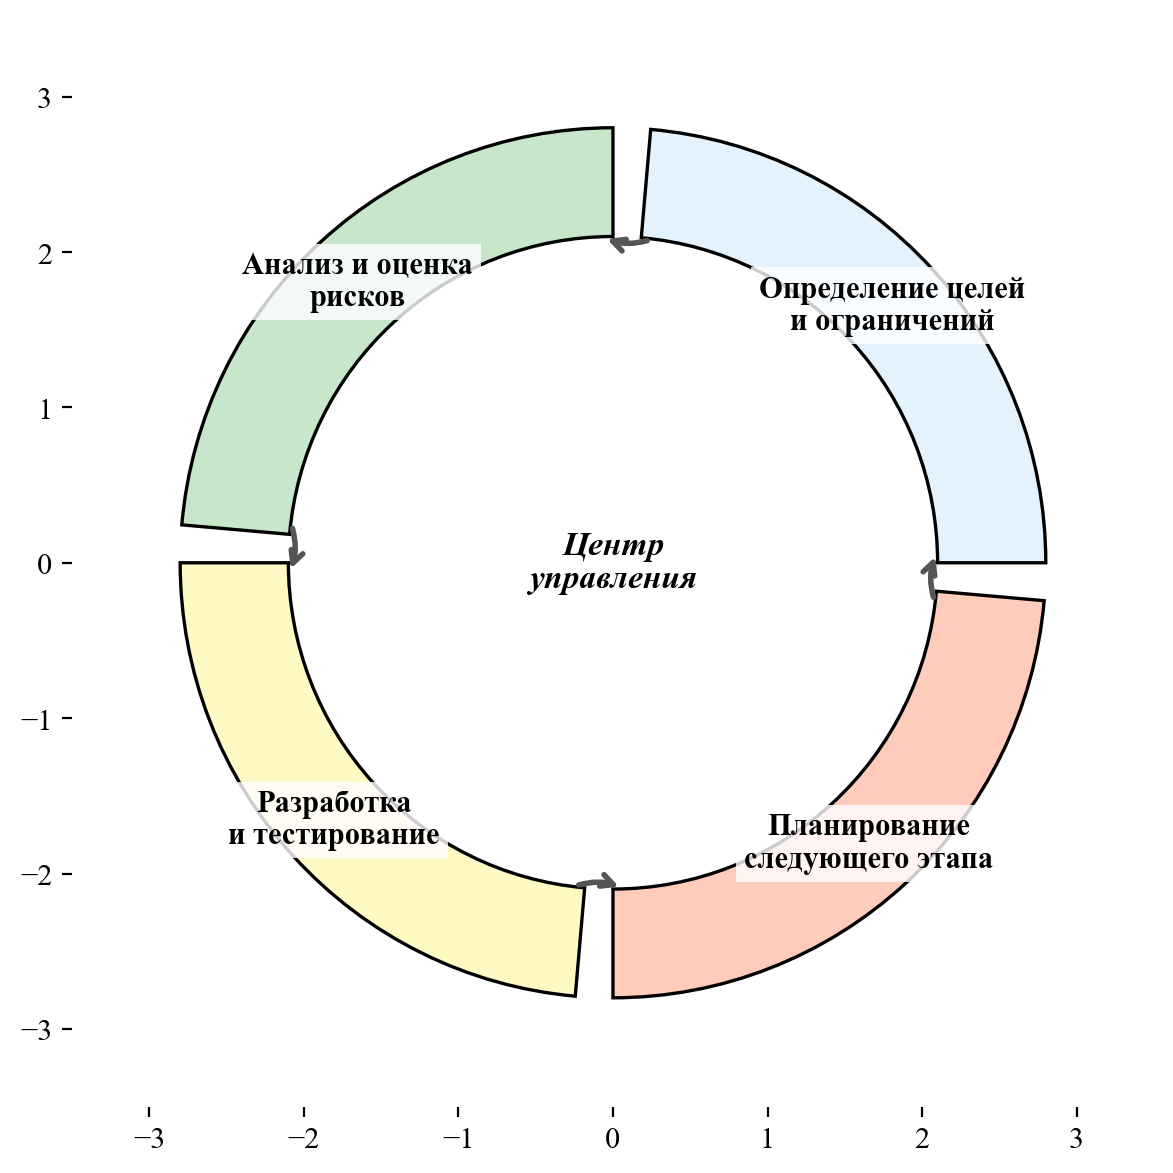 3
2
1
0
−1
−2
−3
Анализ и оценка
рисков
Определение целей
и ограничений
Центр
управления
Разработка
и тестирование
Планирование
следующего этапа
−3
−2
−1
0
1
2
3